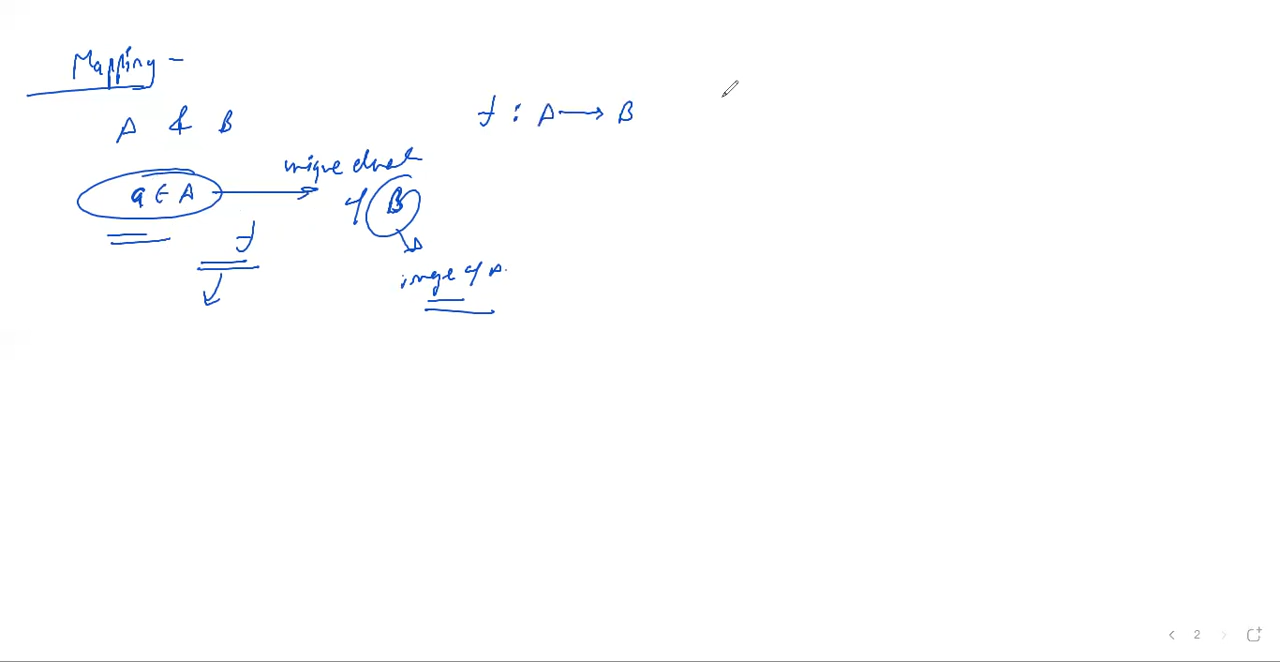 Mapping -
A & B
f : A → B
unique element
a ∈ A → of B
f
image of A.
2